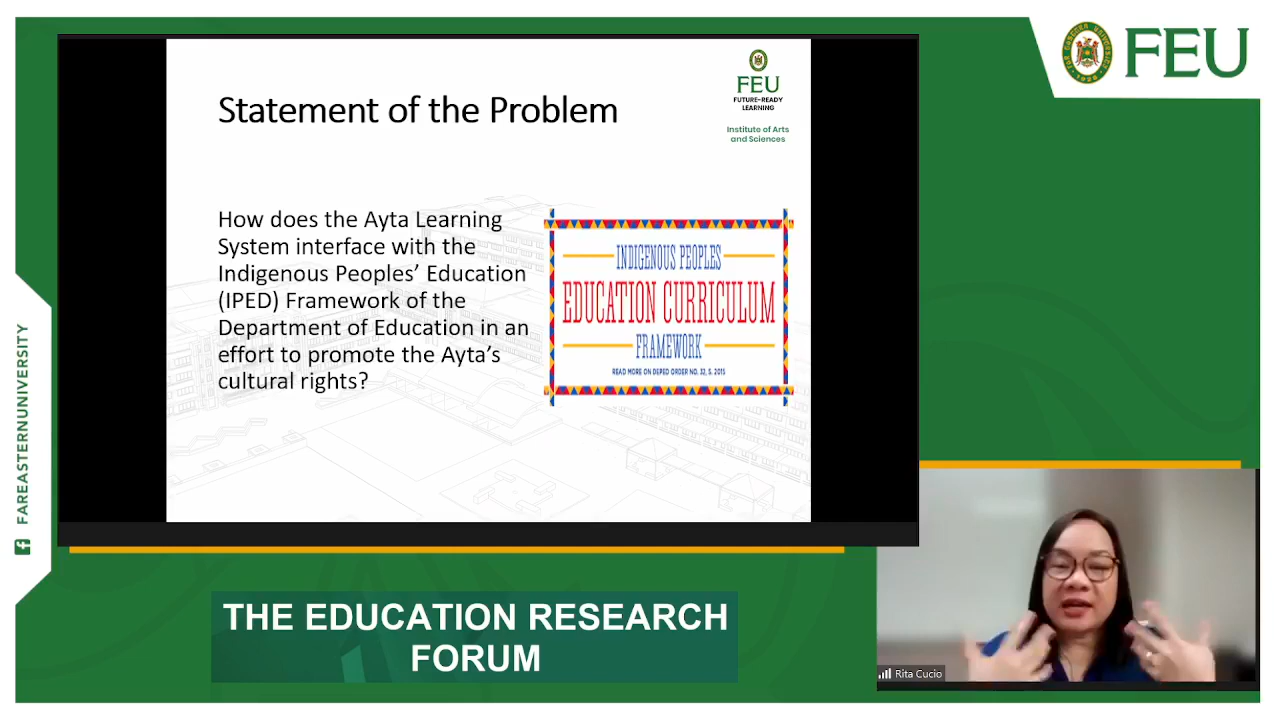 FEU
FEU
FUTURE-READY
LEARNING
Institute of Arts
and Sciences
Statement of the Problem
How does the Ayta Learning
System interface with the
Indigenous Peoples’ Education
(IPED) Framework of the
Department of Education in an
effort to promote the Ayta’s
cultural rights?
INDIGENOUS PEOPLES
EDUCATION CURRICULUM
FRAMEWORK
READ MORE ON DEPED ORDER NO. 32, S. 2015
FAREASTERNUNIVERSITY
THE EDUCATION RESEARCH
FORUM
Rita Cucio